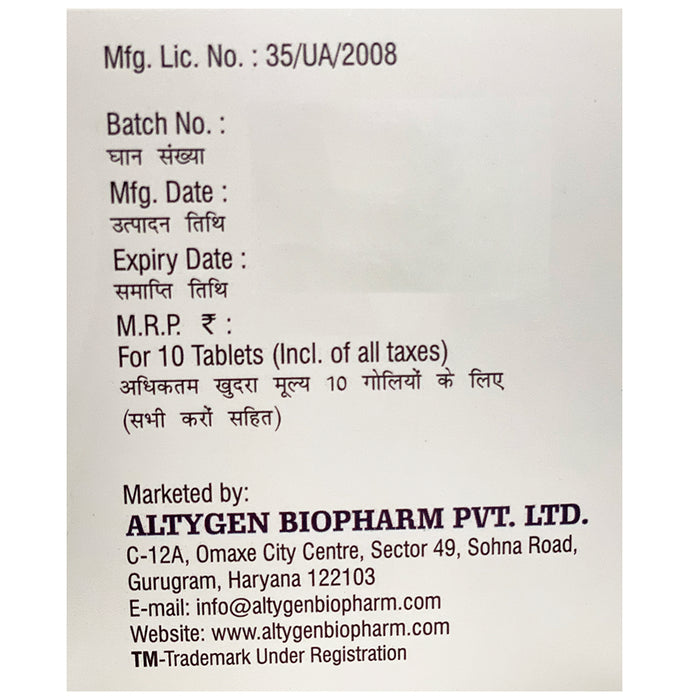 Mfg. Lic. No. : 35/UA/2008
Batch No. :
घान संख्या
Mfg. Date :
उत्पादन तिथि
Expiry Date :
समाप्ति तिथि
M.R.P. ₹ :
For 10 Tablets (Incl. of all taxes)
अधिकतम खुदरा मूल्य 10 गोलियों के लिए
(सभी करों सहित)
Marketed by:
ALTYGEN BIOPHARM PVT. LTD.
C-12A, Omaxe City Centre, Sector 49, Sohna Road,
Gurugram, Haryana 122103
E-mail: info@altygenbiopharm.com
Website: www.altygenbiopharm.com
TM-Trademark Under Registration